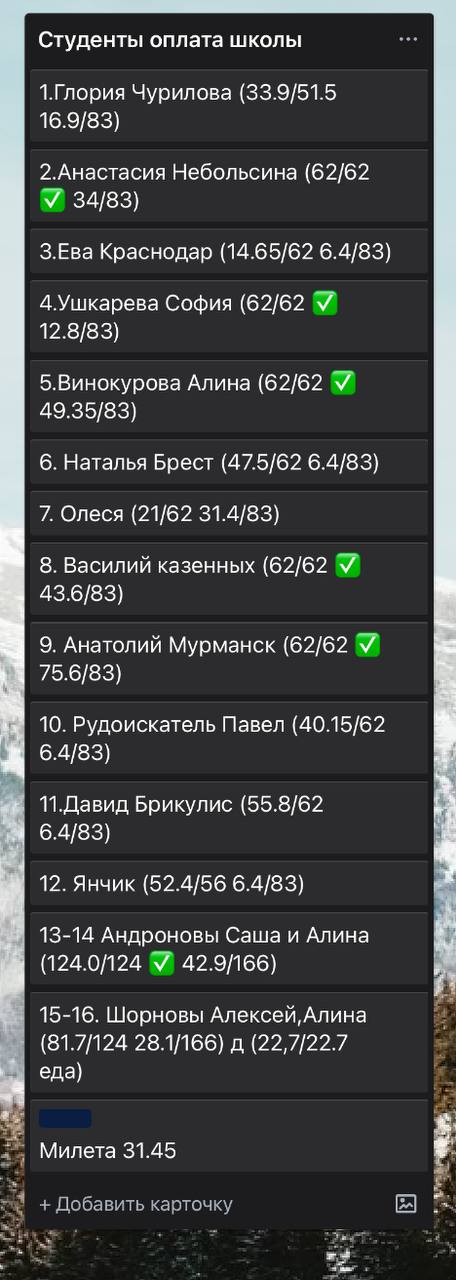 Студенты оплата школы
1.Глория Чурилова (33.9/51.5
16.9/83)
2.Анастасия Небольсина (62/62
✅ 34/83)
3.Ева Краснодар (14.65/62 6.4/83)
4.Ушкарева София (62/62 ✅
12.8/83)
5.Винокурова Алина (62/62 ✅
49.35/83)
6. Наталья Брест (47.5/62 6.4/83)
7. Олеся (21/62 31.4/83)
8. Василий казенных (62/62 ✅
43.6/83)
9. Анатолий Мурманск (62/62 ✅
75.6/83)
10. Рудоискатель Павел (40.15/62
6.4/83)
11.Давид Брикулис (55.8/62
6.4/83)
12. Янчик (52.4/56 6.4/83)
13-14 Андроновы Саша и Алина
(124.0/124 ✅ 42.9/166)
15-16. Шорновы Алексей,Алина
(81.7/124 28.1/166) д (22,7/22.7
еда)
Милета 31.45
+ Добавить карточку